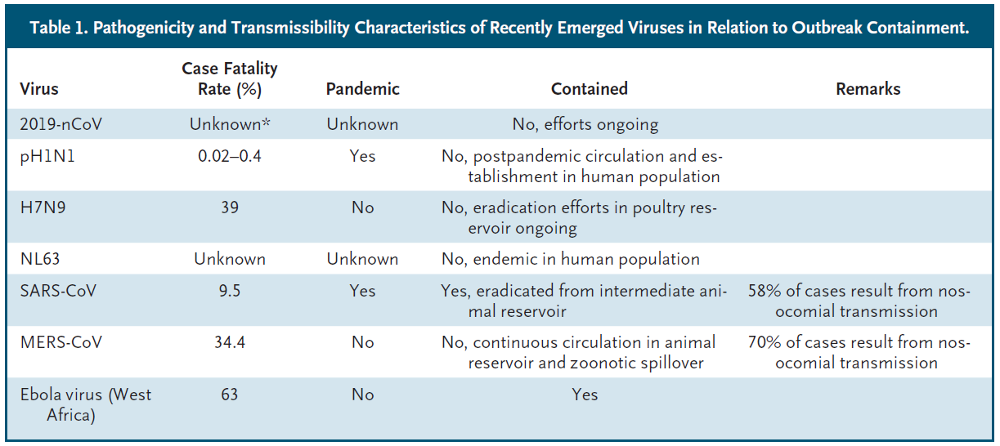 Table 1. Pathogenicity and Transmissibility Characteristics of Recently Emerged Viruses in Relation to Outbreak Containment.
Virus Case Fatality Rate (%) Pandemic Contained Remarks
2019-nCoV Unknown* Unknown No, efforts ongoing
pH1N1 0.02–0.4 Yes No, postpandemic circulation and es-
tablishment in human population
H7N9 39 No No, eradication efforts in poultry res-
ervoir ongoing
NL63 Unknown Unknown No, endemic in human population
SARS-CoV 9.5 Yes Yes, eradicated from intermediate ani- 58% of cases result from nos-
mal reservoir ocomial transmission
MERS-CoV 34.4 No No, continuous circulation in animal 70% of cases result from nos-
reservoir and zoonotic spillover ocomial transmission
Ebola virus (West 63 No Yes
Africa)